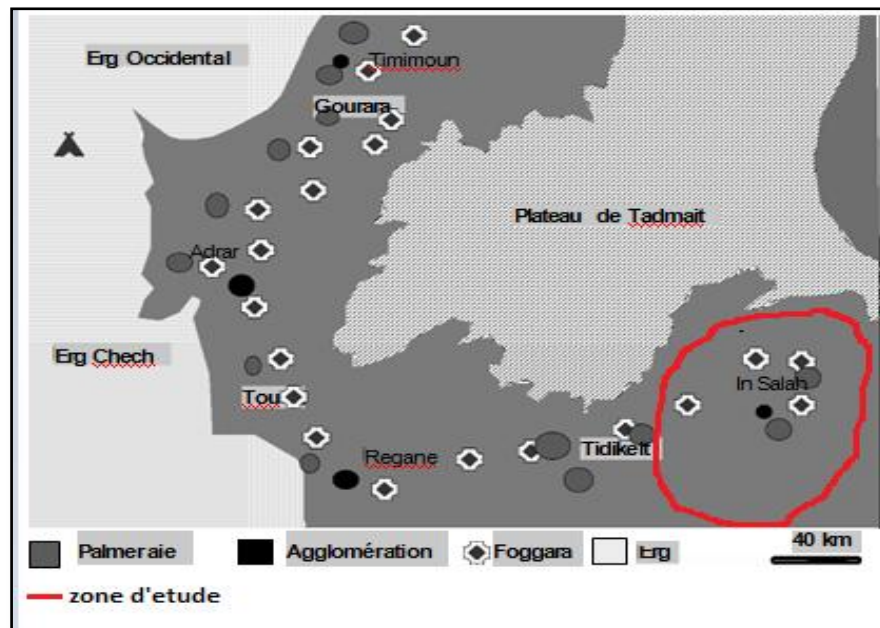 Erg Occidental
Timimoun
Gourara
Plateau de Tadmait
Adrar
Erg Chech
In Salah
Tou
Regane
Tidikelt
Palmeraie
Agglomération
Foggara
Erg
40 km
zone d'etude